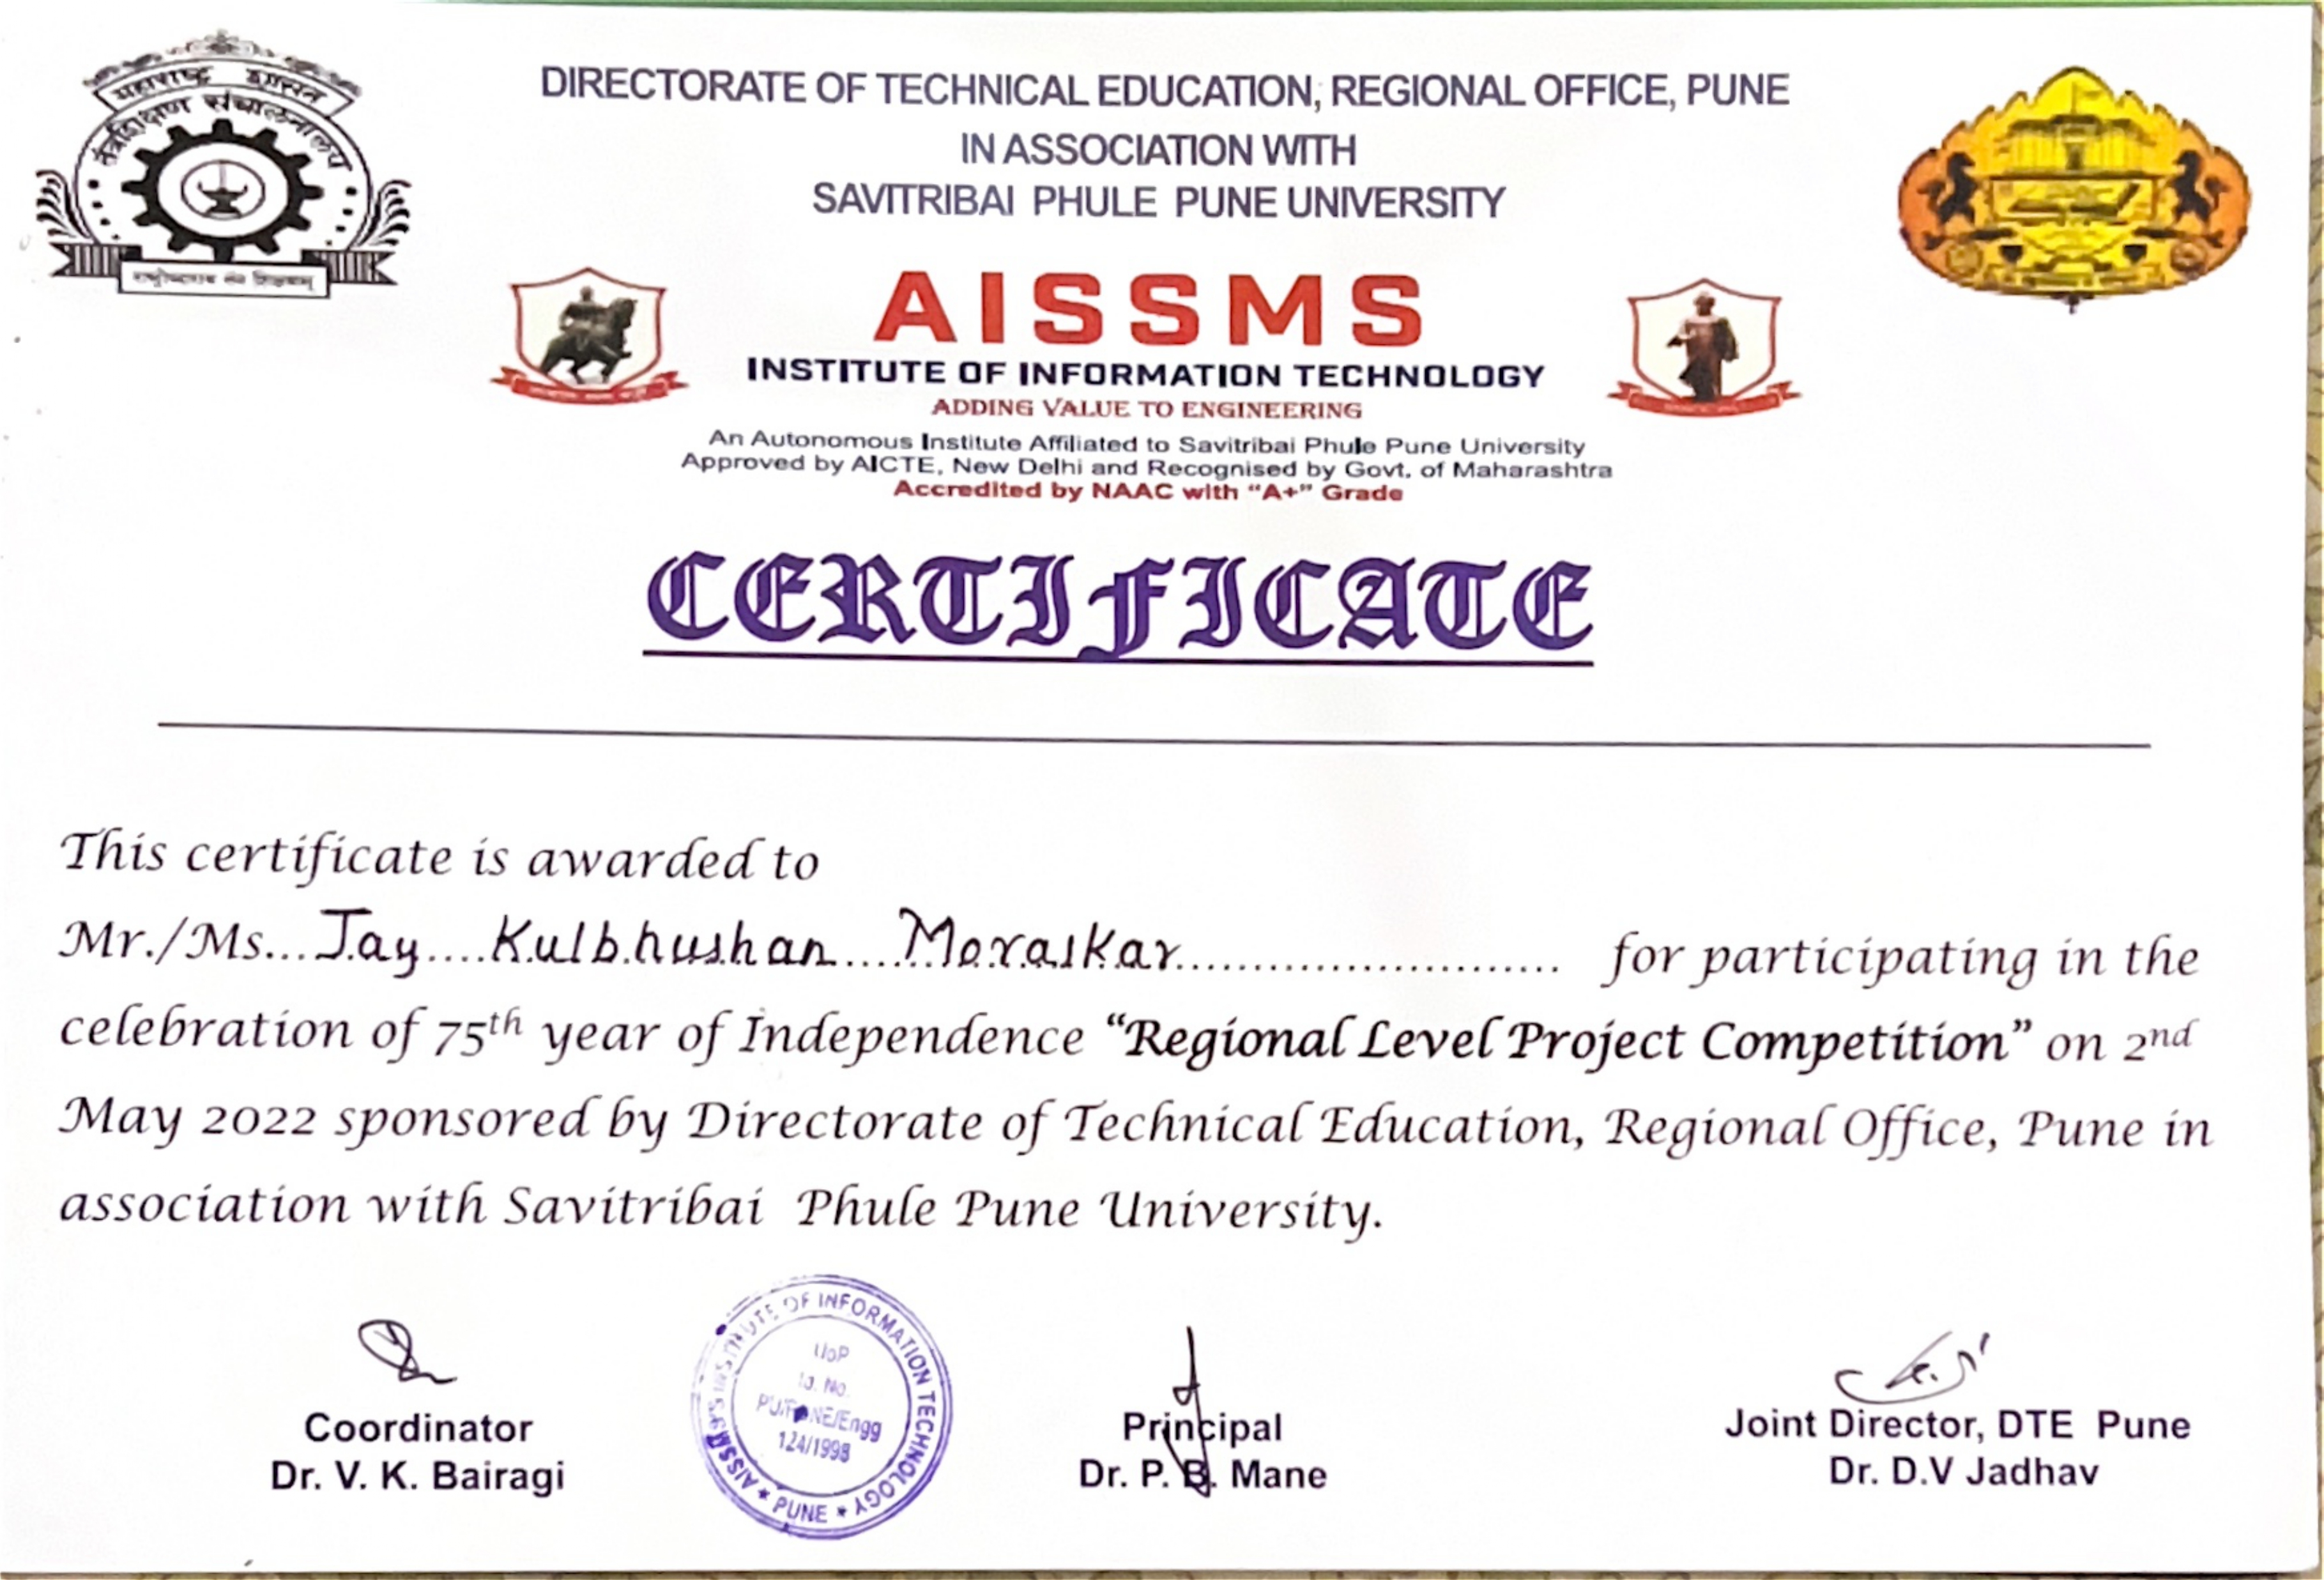 महाराष्ट्र शासन
तंत्रशिक्षण संचालनालय
DIRECTORATE OF TECHNICAL EDUCATION, REGIONAL OFFICE, PUNE
IN ASSOCIATION WITH
SAVITRIBAI PHULE PUNE UNIVERSITY
AISSMS
INSTITUTE OF INFORMATION TECHNOLOGY
ADDING VALUE TO ENGINEERING
An Autonomous Institute Affiliated to Savitribai Phule Pune University
Approved by AICTE, New Delhi and Recognised by Govt. of Maharashtra
Accredited by NAAC with “A+” Grade
CERTIFICATE
This certificate is awarded to
Mr./Ms...Jay....Kulbhushan....Moraskar.......................... for participating in the
celebration of 75th year of Independence “Regional Level Project Competition” on 2nd
May 2022 sponsored by Directorate of Technical Education, Regional Office, Pune in
association with Savitribai Phule Pune University.
AISSMS'S INSTITUTE OF INFORMATION TECHNOLOGY
UoP
Id. No.
PU/PUNE/Engg
124/1998
★ PUNE ★
Coordinator
Dr. V. K. Bairagi
Principal
Dr. P. B. Mane
Joint Director, DTE Pune
Dr. D.V Jadhav